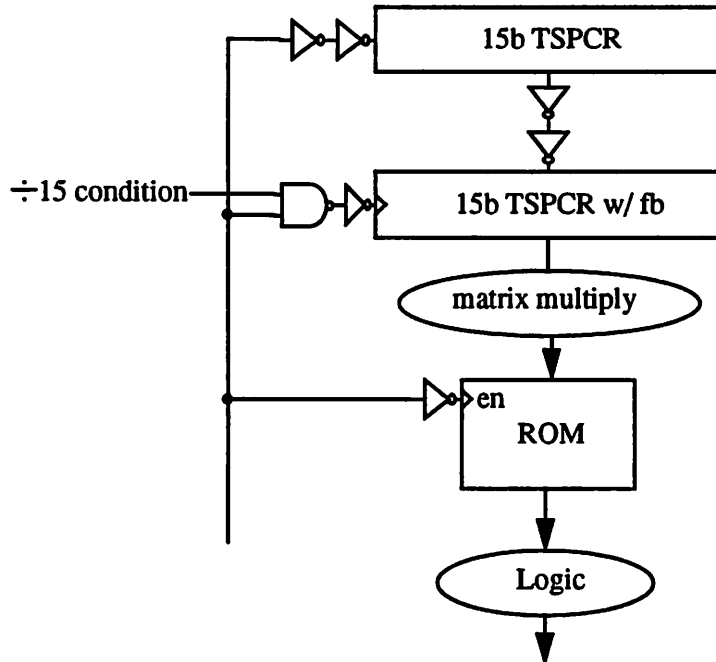 15b TSPCR
÷15 condition
15b TSPCR w/ fb
matrix multiply
en
ROM
Logic